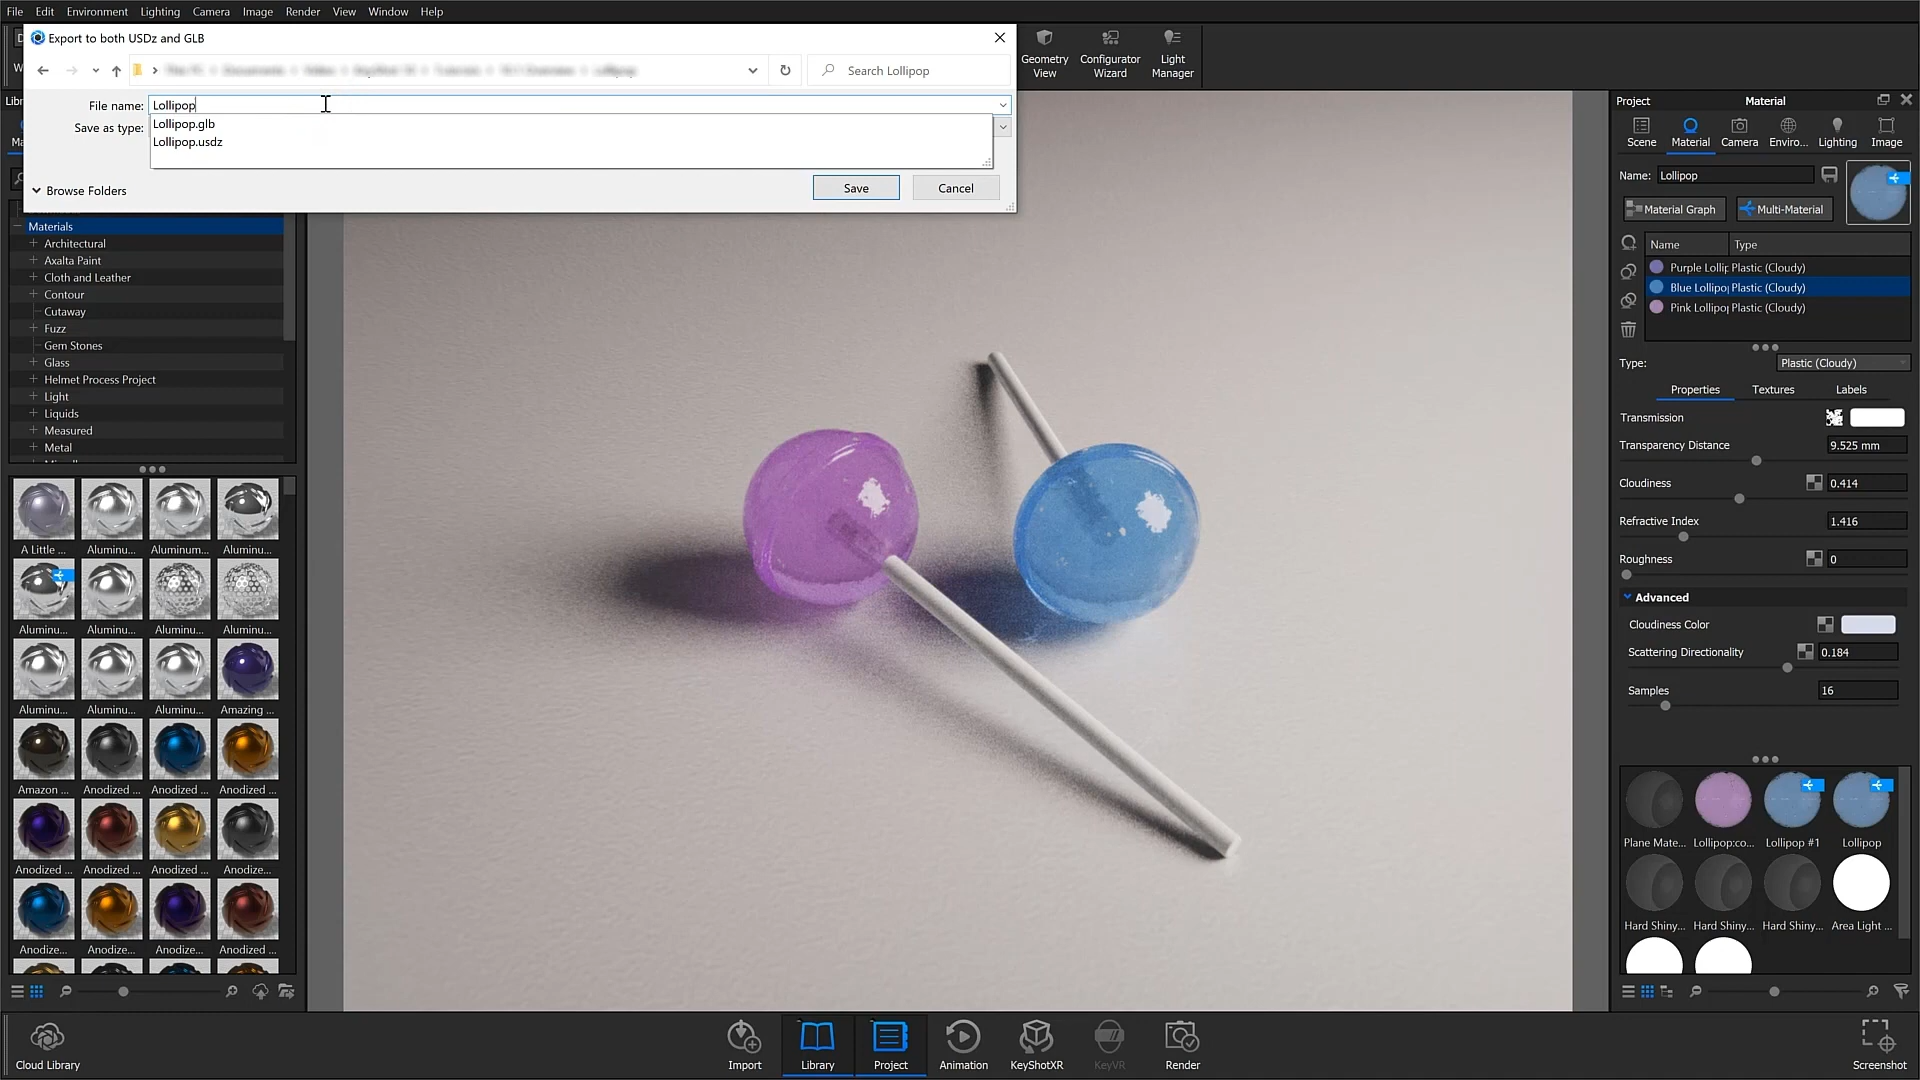 File Edit Environment Lighting Camera Image Render View Window Help
Export to both USDz and GLB
Search Lollipop
File name: Lollipop
Save as type:
Lollipop.glb
Lollipop.usdz
Browse Folders
Save Cancel
Geometry View
Configurator Wizard
Light Manager
Materials
Architectural
Axalta Paint
Cloth and Leather
Contour
Cutaway
Fuzz
Gem Stones
Glass
Helmet Process Project
Light
Liquids
Measured
Metal
A Little ... Aluminu... Aluminum... Aluminu...
Aluminu... Aluminu... Aluminu... Aluminu...
Aluminu... Aluminu... Aluminu... Amazing ...
Amazon ... Anodized ... Anodized ... Anodized ...
Anodized ... Anodized ... Anodized ... Anodize...
Anodize... Anodize... Anodize... Anodized ...
Project Material
Scene Material Camera Enviro... Lighting Image
Name: Lollipop
Material Graph Multi-Material
Name Type
Purple Lollip Plastic (Cloudy)
Blue Lollipo Plastic (Cloudy)
Pink Lollipo Plastic (Cloudy)
Type: Plastic (Cloudy)
Properties Textures Labels
Transmission
Transparency Distance 9.525 mm
Cloudiness 0.414
Refractive Index 1.416
Roughness 0
Advanced
Cloudiness Color
Scattering Directionality 0.184
Samples 16
Plane Mate... Lollipop:co... Lollipop #1 Lollipop
Hard Shiny... Hard Shiny... Hard Shiny... Area Light ...
Cloud Library
Import Library Project Animation KeyShotXR KeyVR Render
Screenshot